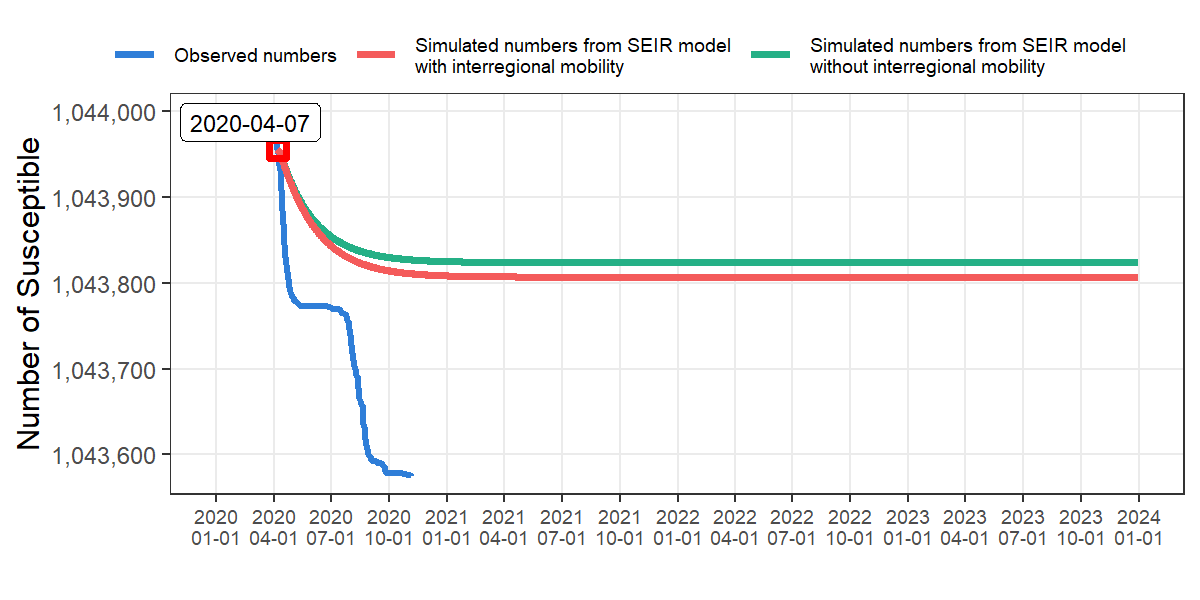 Observed numbers
Simulated numbers from SEIR model
with interregional mobility
Simulated numbers from SEIR model
without interregional mobility
Number of Susceptible
1,044,000
1,043,900
1,043,800
1,043,700
1,043,600
2020-04-07
2020 2020 2020 2020 2021 2021 2021 2021 2022 2022 2022 2022 2023 2023 2023 2023 2024
01-01 04-01 07-01 10-01 01-01 04-01 07-01 10-01 01-01 04-01 07-01 10-01 01-01 04-01 07-01 10-01 01-01